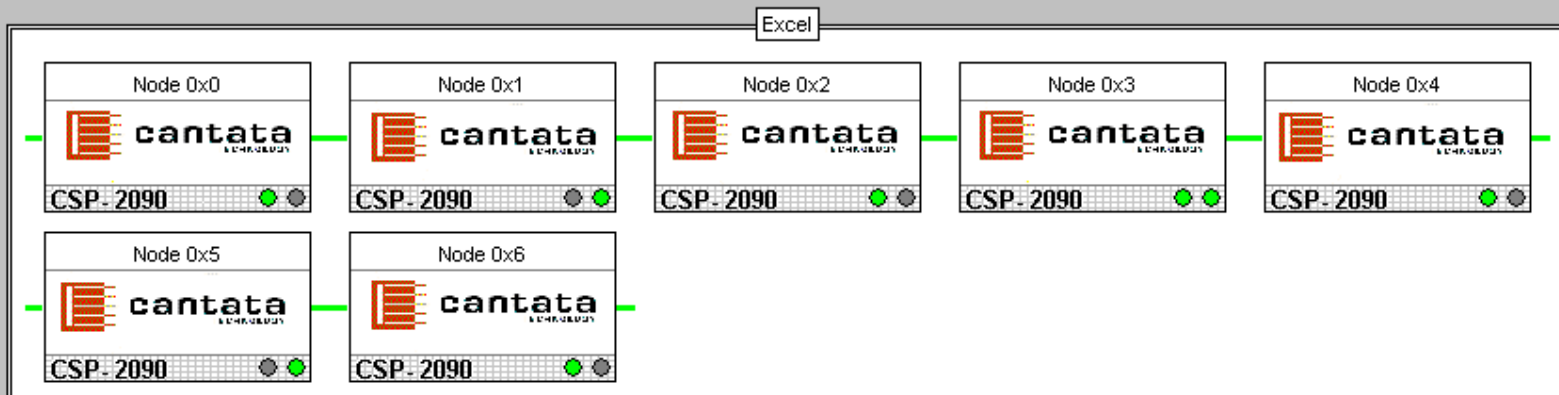 Excel
Node 0x0
Node 0x1
Node 0x2
Node 0x3
Node 0x4
cantata
cantata
cantata
cantata
cantata
CSP-2090
CSP-2090
CSP-2090
CSP-2090
CSP-2090
Node 0x5
Node 0x6
cantata
cantata
CSP-2090
CSP-2090